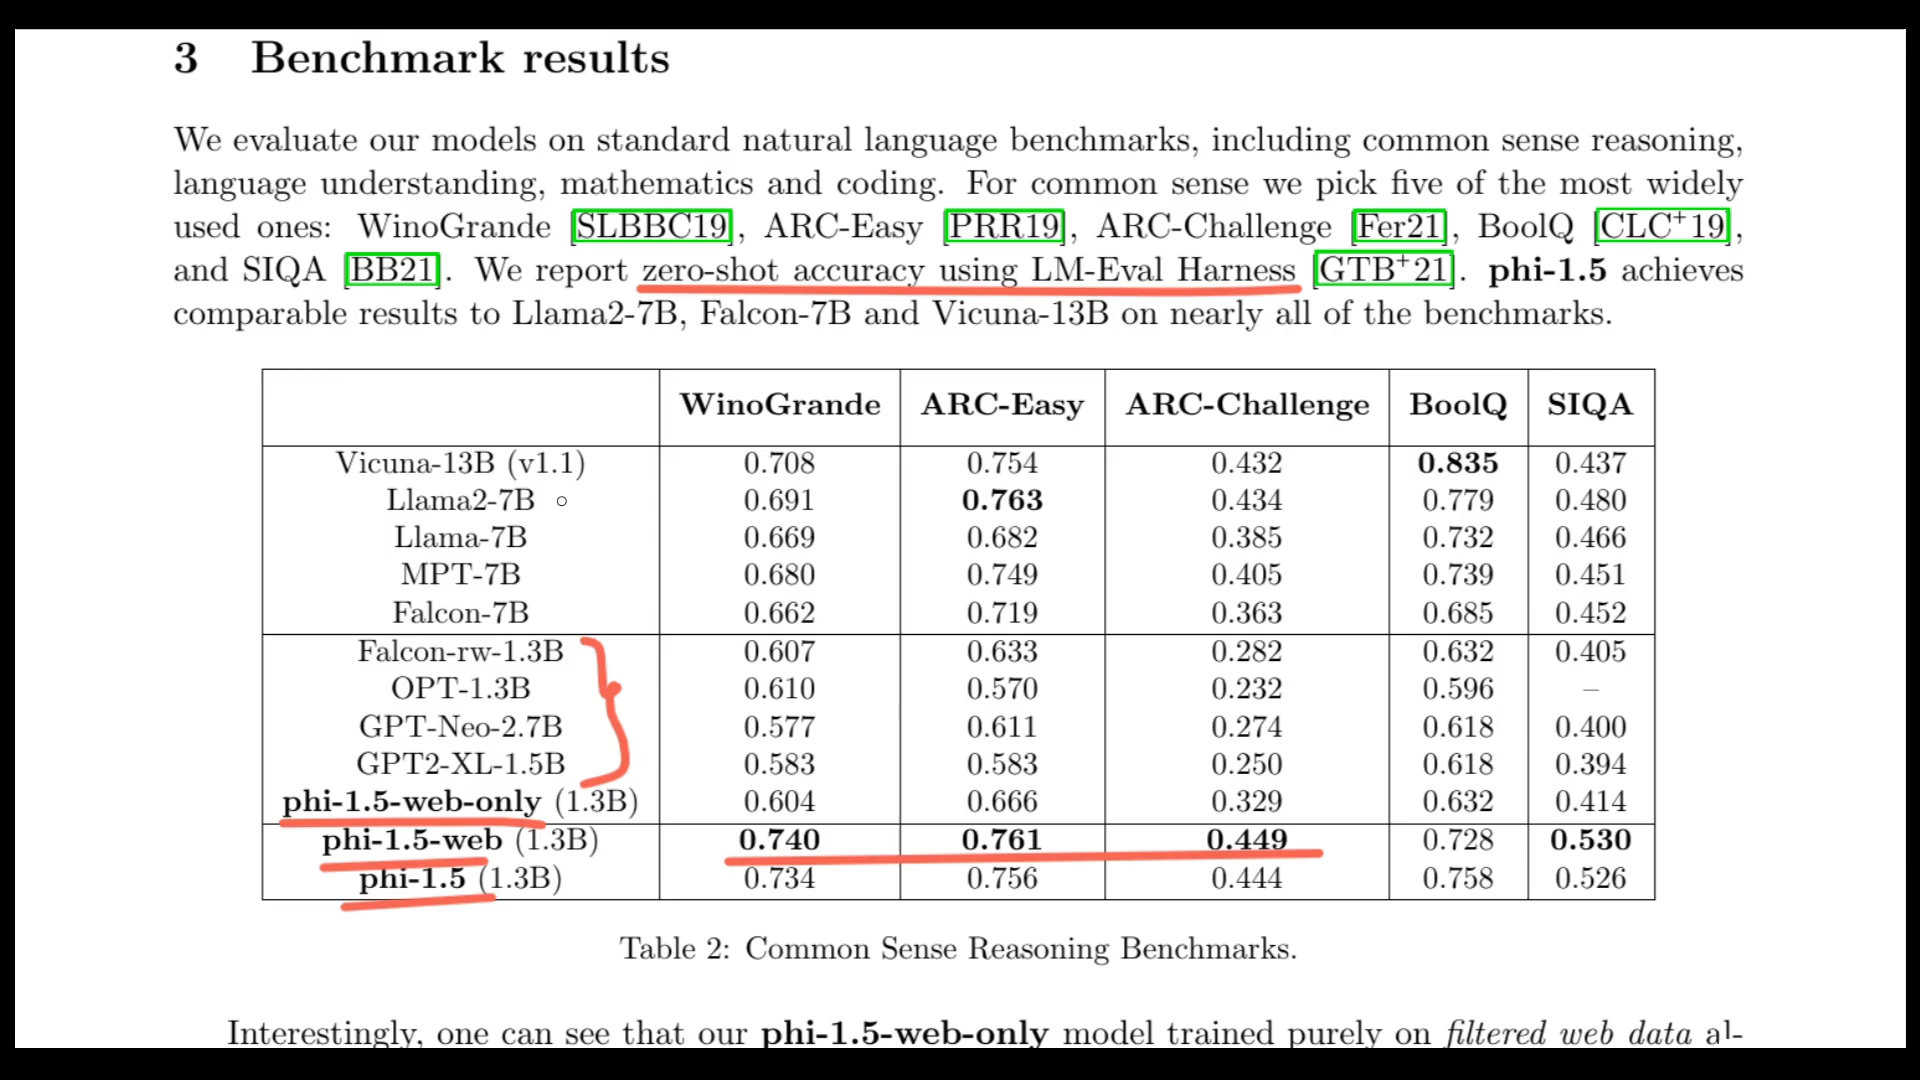 3 Benchmark results
We evaluate our models on standard natural language benchmarks, including common sense reasoning,
language understanding, mathematics and coding. For common sense we pick five of the most widely
used ones: WinoGrande [SLBBC19], ARC-Easy [PRR19], ARC-Challenge [Fer21], BoolQ [CLC+19],
and SIQA [BB21]. We report zero-shot accuracy using LM-Eval Harness [GTB+21]. phi-1.5 achieves
comparable results to Llama2-7B, Falcon-7B and Vicuna-13B on nearly all of the benchmarks.
WinoGrande ARC-Easy ARC-Challenge BoolQ SIQA
Vicuna-13B (v1.1) 0.708 0.754 0.432 0.835 0.437
Llama2-7B 0.691 0.763 0.434 0.779 0.480
Llama-7B 0.669 0.682 0.385 0.732 0.466
MPT-7B 0.680 0.749 0.405 0.739 0.451
Falcon-7B 0.662 0.719 0.363 0.685 0.452
Falcon-rw-1.3B 0.607 0.633 0.282 0.632 0.405
OPT-1.3B 0.610 0.570 0.232 0.596 –
GPT-Neo-2.7B 0.577 0.611 0.274 0.618 0.400
GPT2-XL-1.5B 0.583 0.583 0.250 0.618 0.394
phi-1.5-web-only (1.3B) 0.604 0.666 0.329 0.632 0.414
phi-1.5-web (1.3B) 0.740 0.761 0.449 0.728 0.530
phi-1.5 (1.3B) 0.734 0.756 0.444 0.758 0.526
Table 2: Common Sense Reasoning Benchmarks.
Interestingly, one can see that our phi-1.5-web-only model trained purely on filtered web data al-